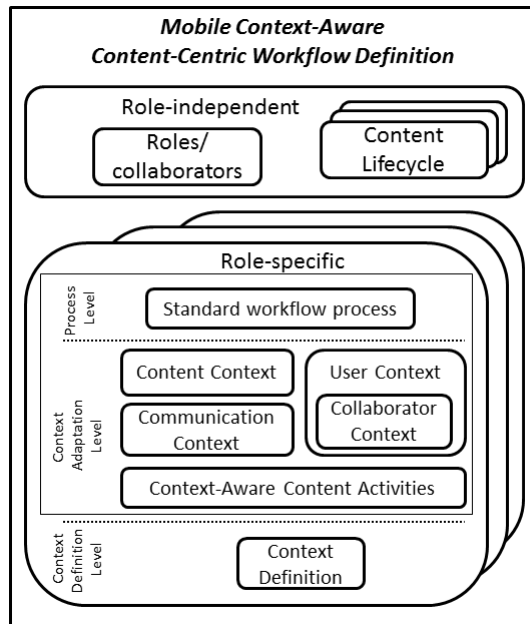 Mobile Context-Aware
Content-Centric Workflow Definition
Role-independent
Roles/
collaborators
Content
Lifecycle
Role-specific
Process
Level
Standard workflow process
Context
Adaptation
Level
Content Context
User Context
Communication
Context
Collaborator
Context
Context-Aware Content Activities
Context
Definition
Level
Context
Definition